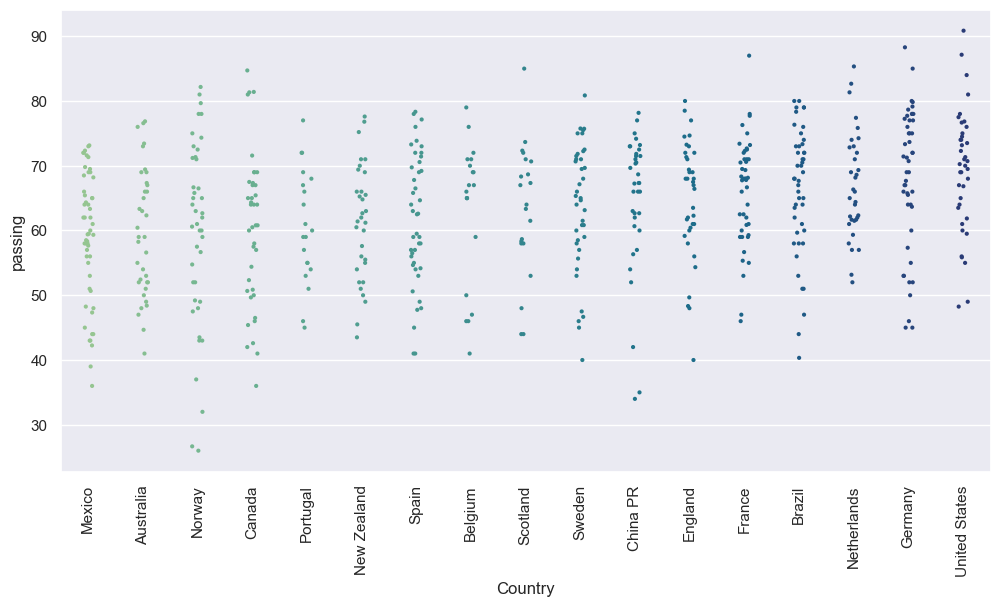 90
80
70
60
50
40
30
passing
Mexico
Australia
Norway
Canada
Portugal
New Zealand
Spain
Belgium
Scotland
Sweden
China PR
England
France
Brazil
Netherlands
Germany
United States
Country